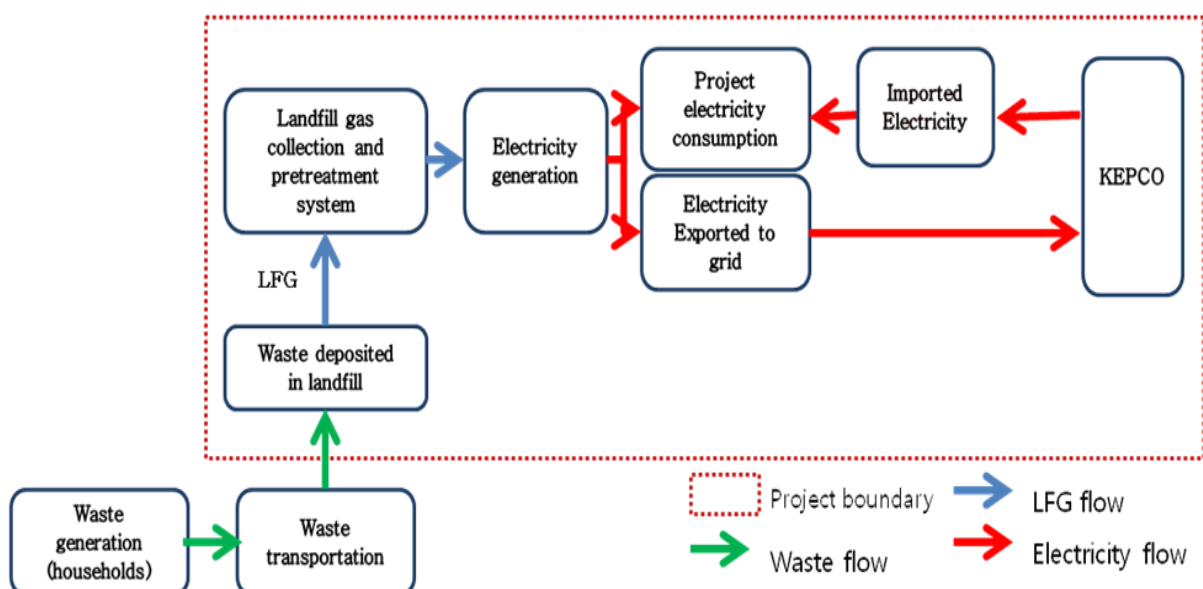 Landfill gas
collection and
pretreatment
system
Electricity
generation
Project
electricity
consumption
Imported
Electricity
KEPCO
Electricity
Exported to
grid
LFG
Waste deposited
in landfill
Waste
generation
(households)
Waste
transportation
Project boundary
LFG flow
Waste flow
Electricity flow